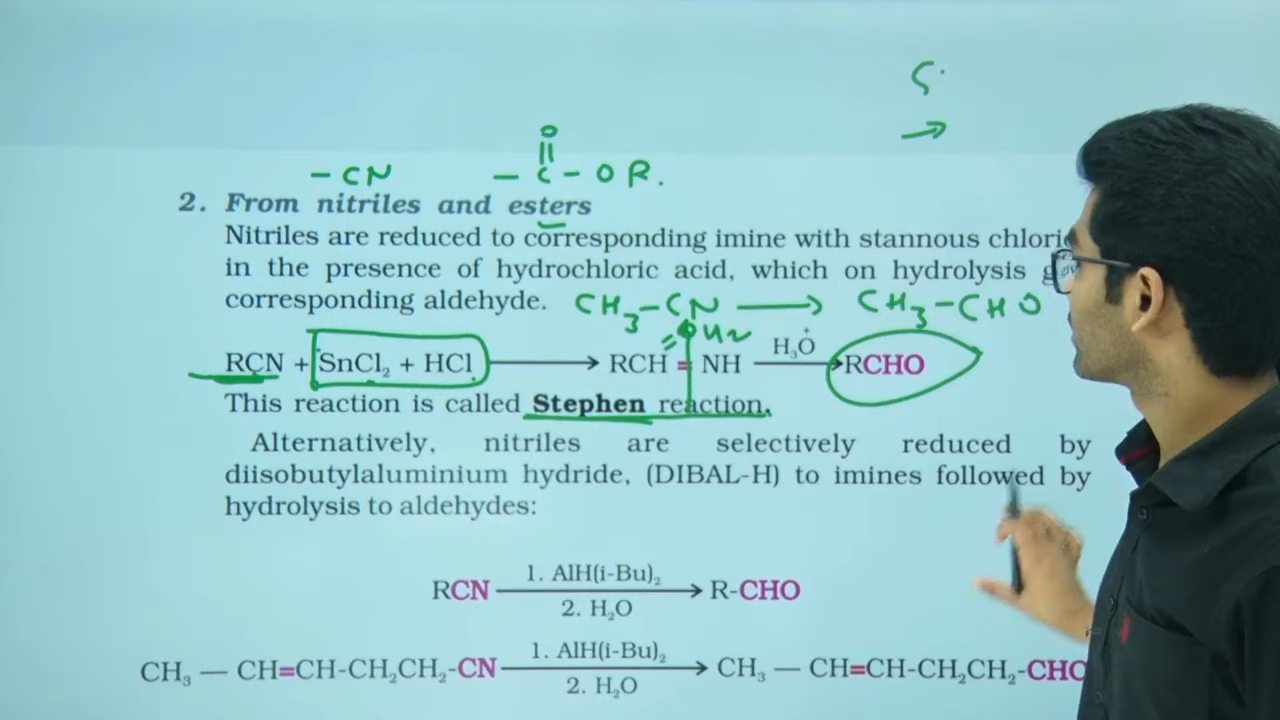 S.
→
O
||
– CN – C – O R.
2. From nitriles and esters
Nitriles are reduced to corresponding imine with stannous
in the presence of hydrochloric acid, which on hydrolysis
corresponding aldehyde. CH₃–CN ⟶ CH₃–CHO
RCN + SnCl₂ + HCl ⟶ RCH = NH —H₃O⁺→ RCHO
This reaction is called Stephen reaction.
Alternatively, nitriles are selectively reduced by
diisobutylaluminium hydride, (DIBAL-H) to imines followed by
hydrolysis to aldehydes:
1. AlH(i-Bu)₂
RCN ⟶ R-CHO
2. H₂O
1. AlH(i-Bu)₂
CH₃ — CH=CH-CH₂CH₂-CN ⟶ CH₃ — CH=CH-CH₂CH₂-CHO
2. H₂O